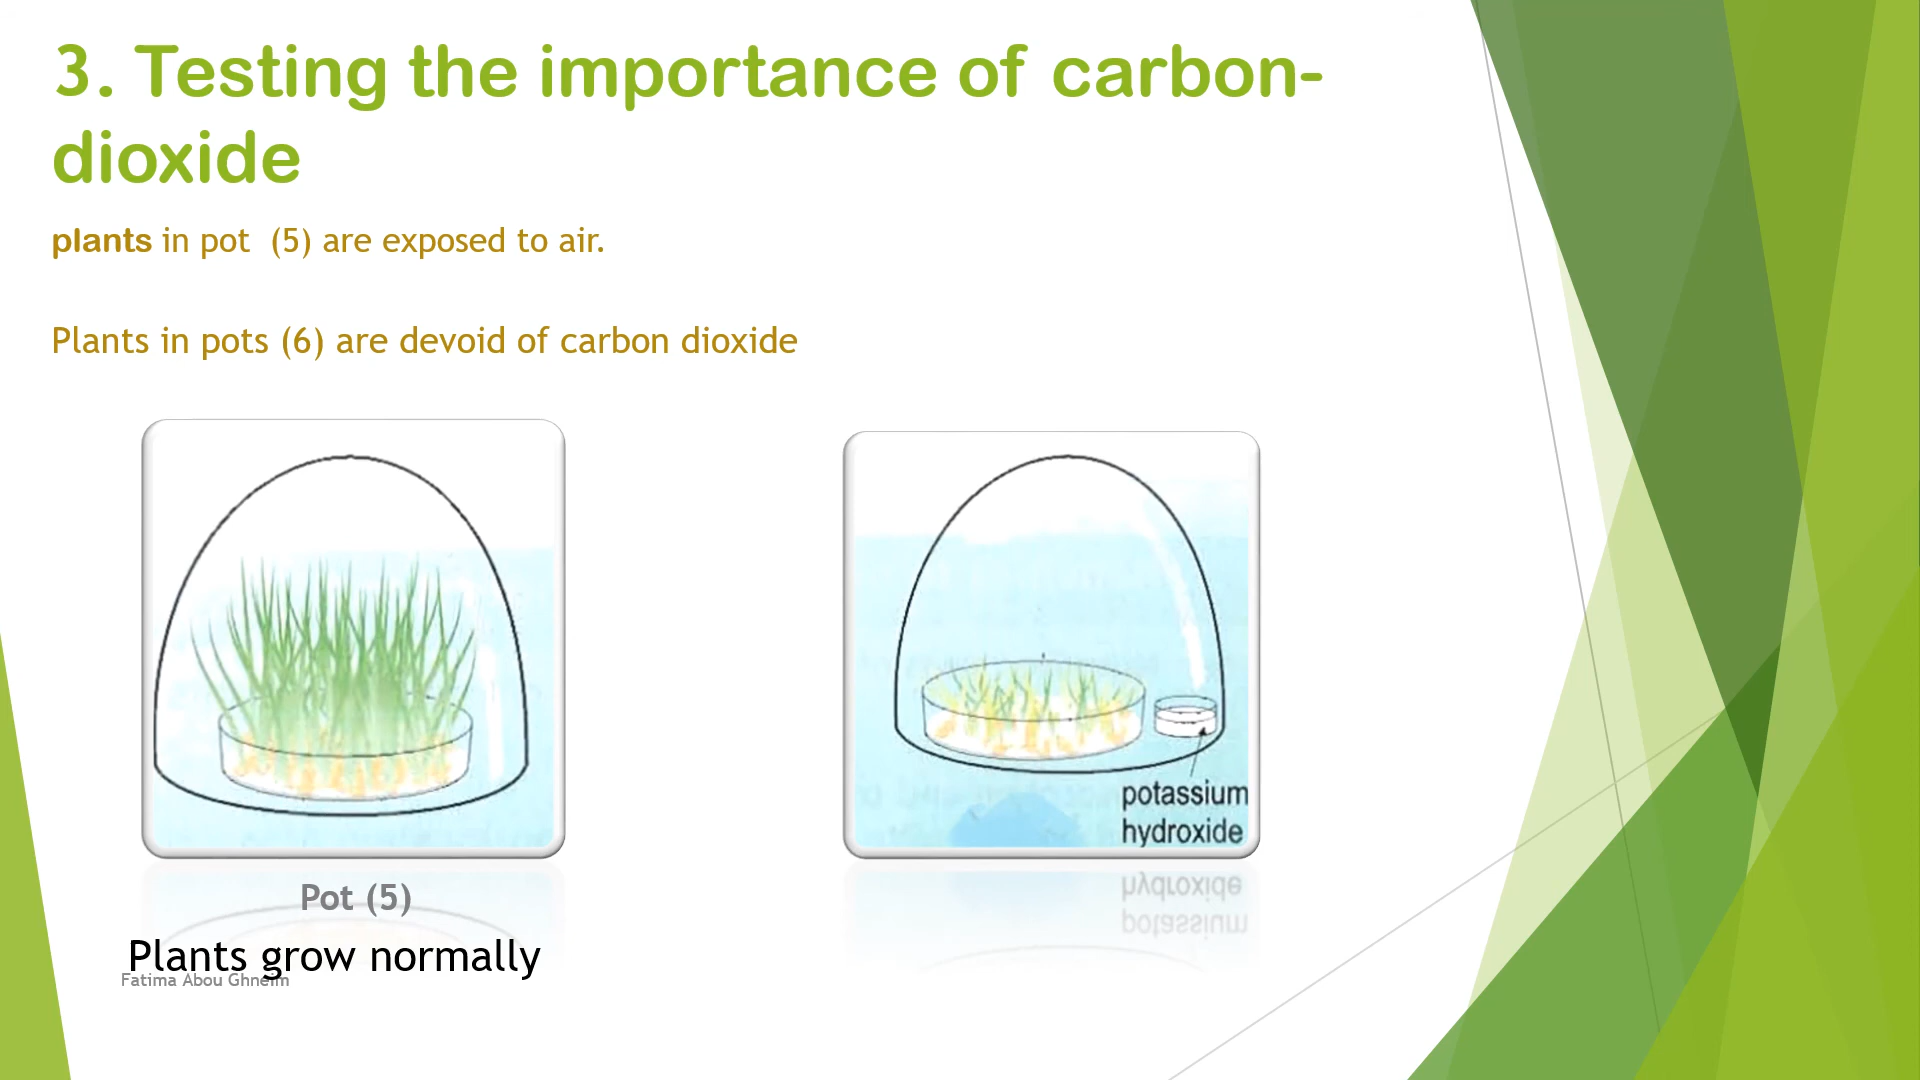 3. Testing the importance of carbon-
dioxide
plants in pot  (5) are exposed to air.
Plants in pots (6) are devoid of carbon dioxide
potassium
hydroxide
Pot (5)
Plants grow normally
Fatima Abou Ghneim